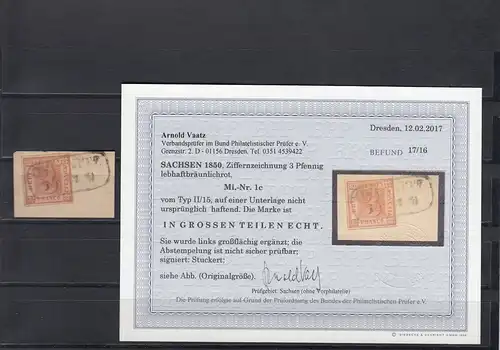 Arnold Vaatz
Verbandsprüfer im Bund Philatelistischer Prüfer e. V.
Grenzstr. 2 D - 01156 Dresden, Tel. 0351 4539422
Dresden, 12.02.2017
BEFUND 17/16
SACHSEN 1850, Ziffernzeichnung 3 Pfennig
lebhaftbräunlichrot.
Mi.-Nr. 1c
vom Typ II/15, auf einer Unterlage nicht
ursprünglich haftend. Die Marke ist
IN GROSSEN TEILEN ECHT.
Sie wurde links großflächig ergänzt; die
Abstempelung ist nicht sicher prüfbar;
signiert: Stuckert.
siehe Abb. (Originalgröße).
Prüfgebiet: Sachsen (ohne Vorphilatelie)
Die Prüfung erfolgte auf Grund der Prüfordnung des Bundes der Philatelistischen Prüfer e.V.